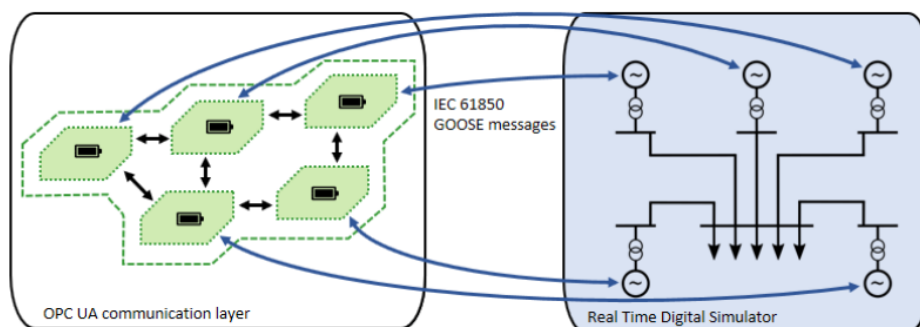 IEC 61850
GOOSE messages
OPC UA communication layer
Real Time Digital Simulator